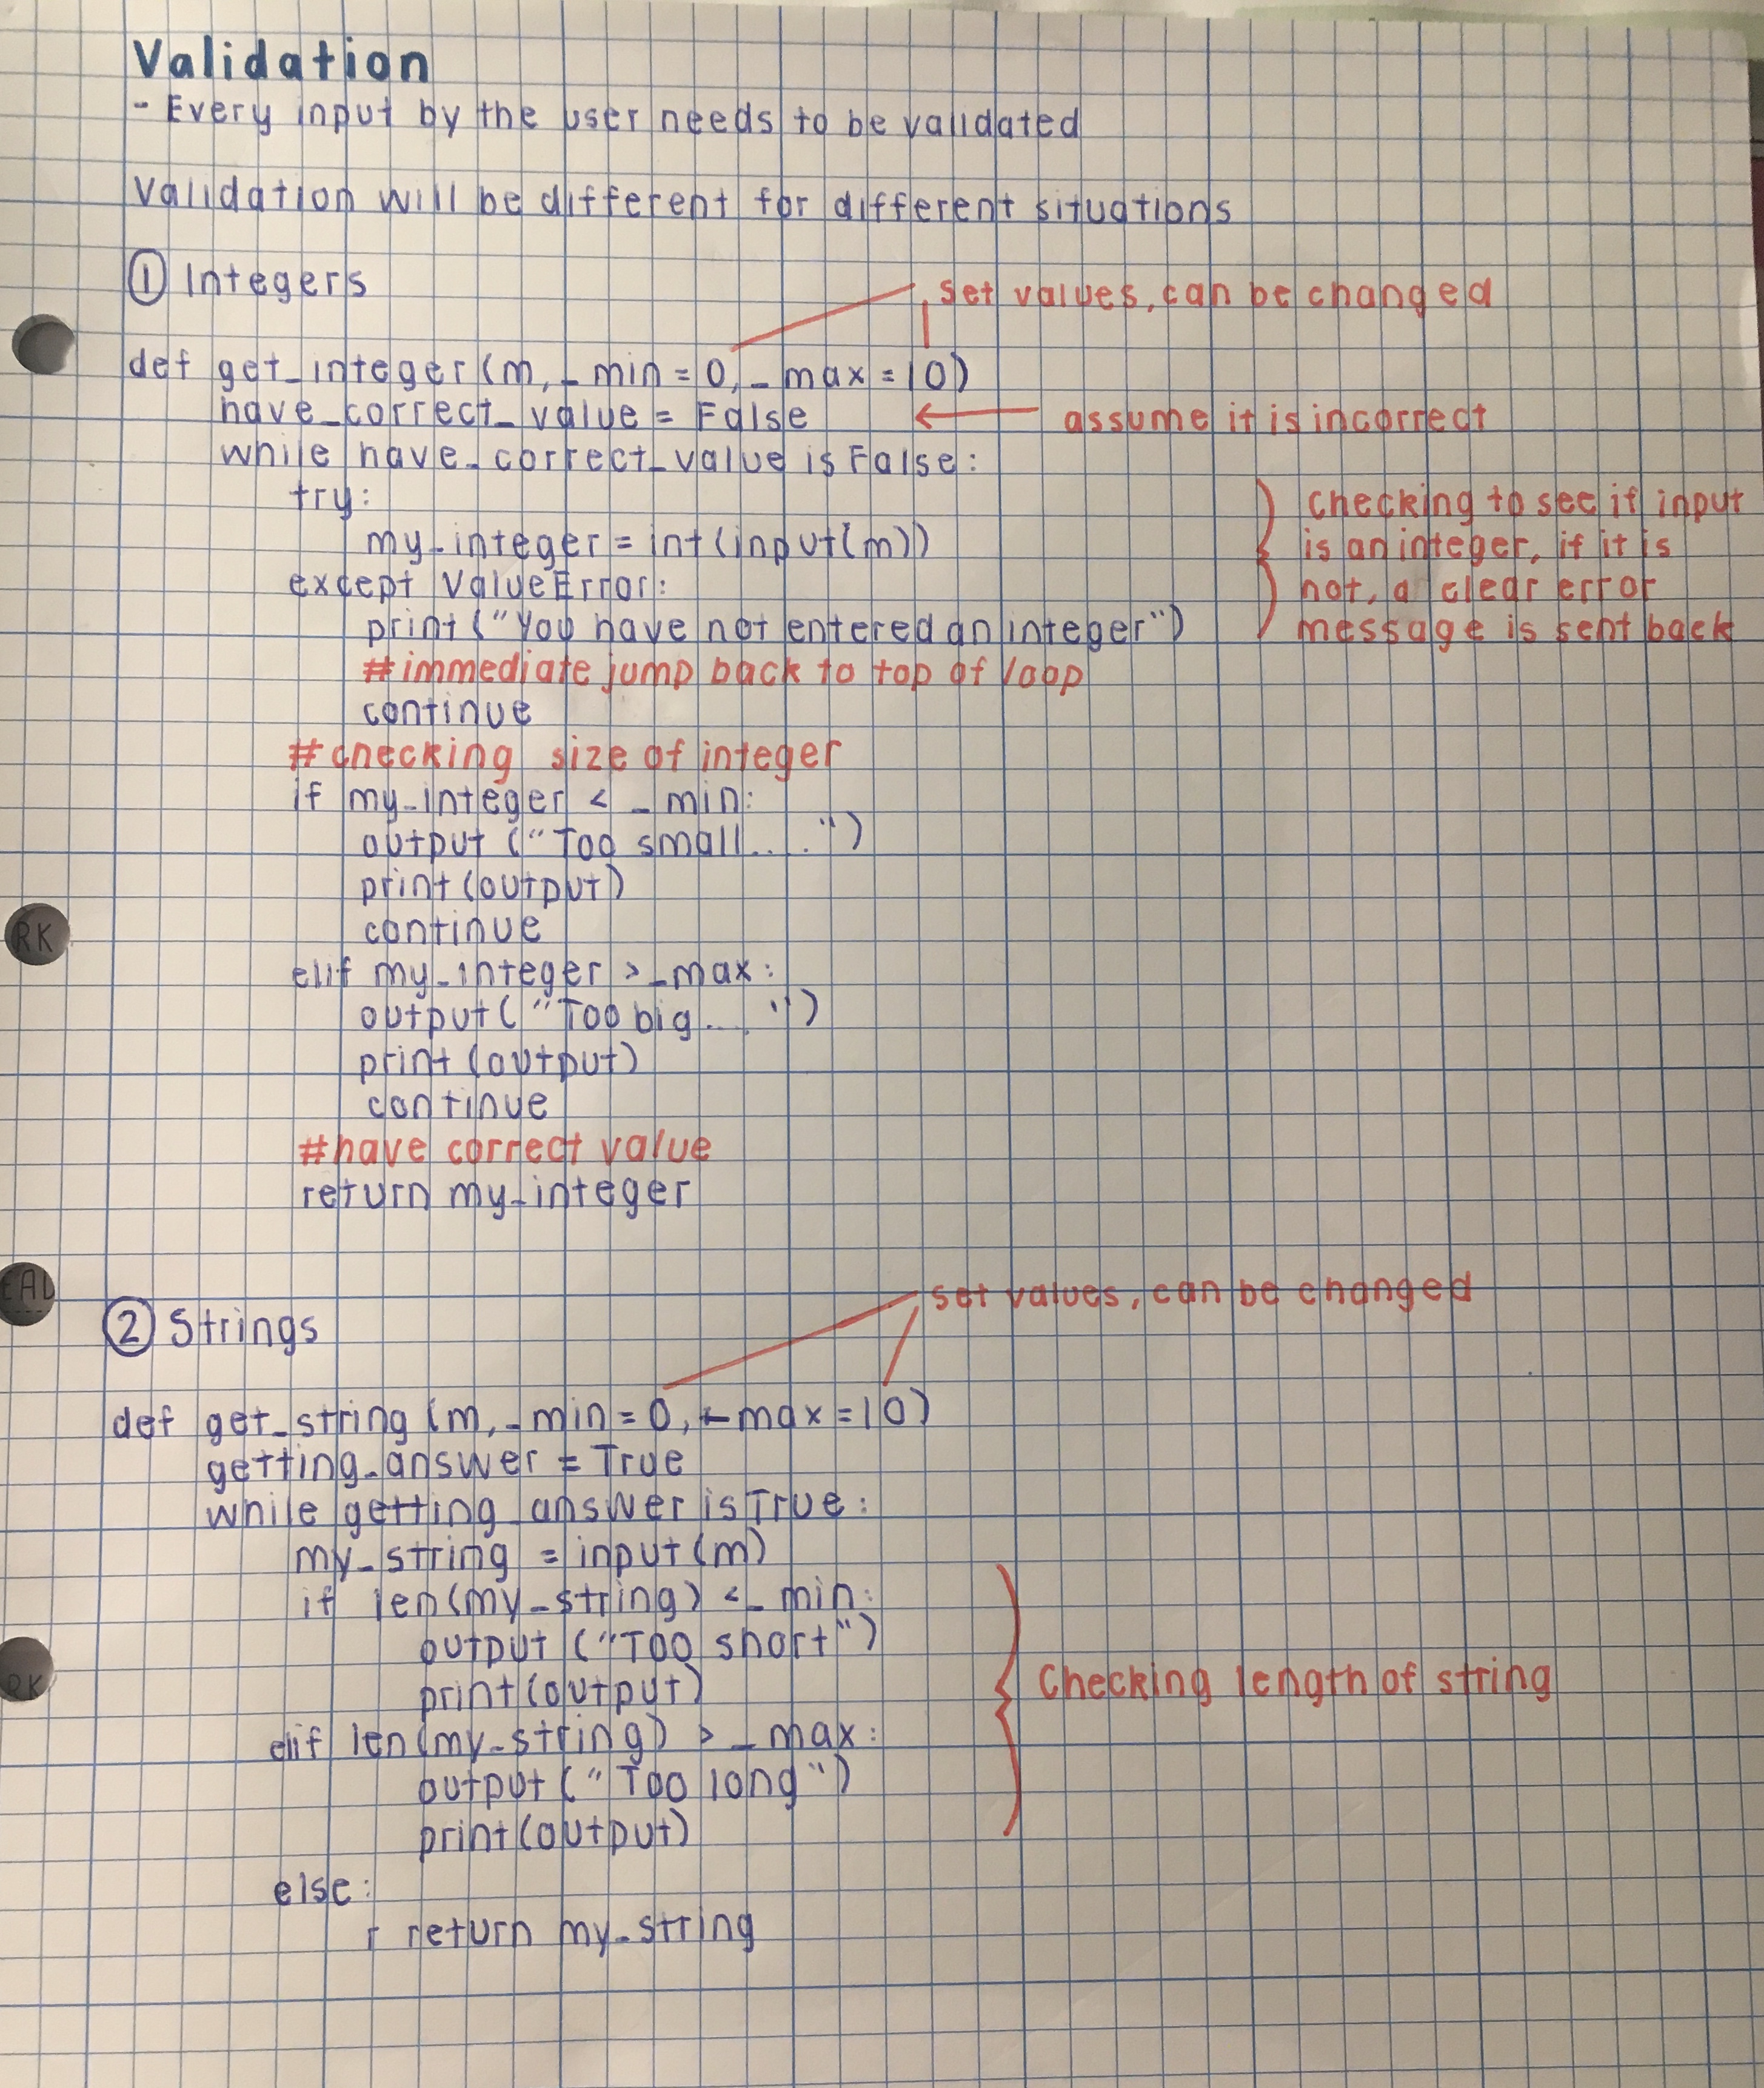 Validation
- Every input by the user needs to be validated
Validation will be different for different situations
① Integers
set values, can be changed
def get_integer(m, _min=0, _max=10)
have_correct_value = False
assume it is incorrect
while have_correct_value is False:
try:
my_integer = int(input(m))
except ValueError:
print("You have not entered an integer")
checking to see if input
is an integer, if it is
not, a clear error
message is sent back
#immediate jump back to top of loop
continue
#checking size of integer
if my_integer < _min:
output ("Too small....")
print(output)
continue
elif my_integer > _max:
output("Too big....")
print(output)
continue
#have correct value
return my_integer
② Strings
set values, can be changed
def get_string(m, _min=0, _max=10)
getting_answer = True
while getting_answer is True:
my_string = input(m)
if len(my_string) < _min:
output ("Too short")
print(output)
elif len(my_string) > _max:
output("Too long")
print(output)
Checking length of string
else:
return my_string
RK
EAL
RK